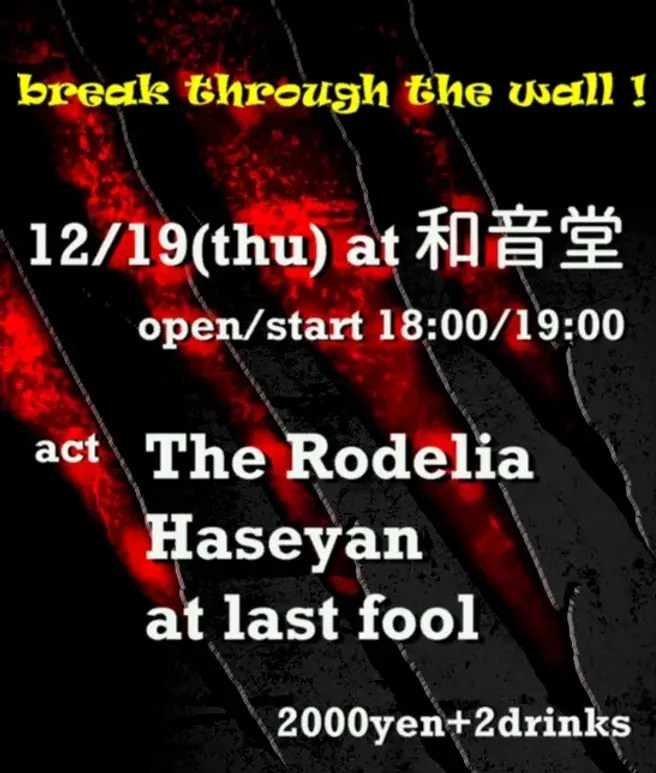 break through the wall !
12/19(thu) at 和音堂
open/start 18:00/19:00
act The Rodelia
Haseyan
at last fool
2000yen+2drinks